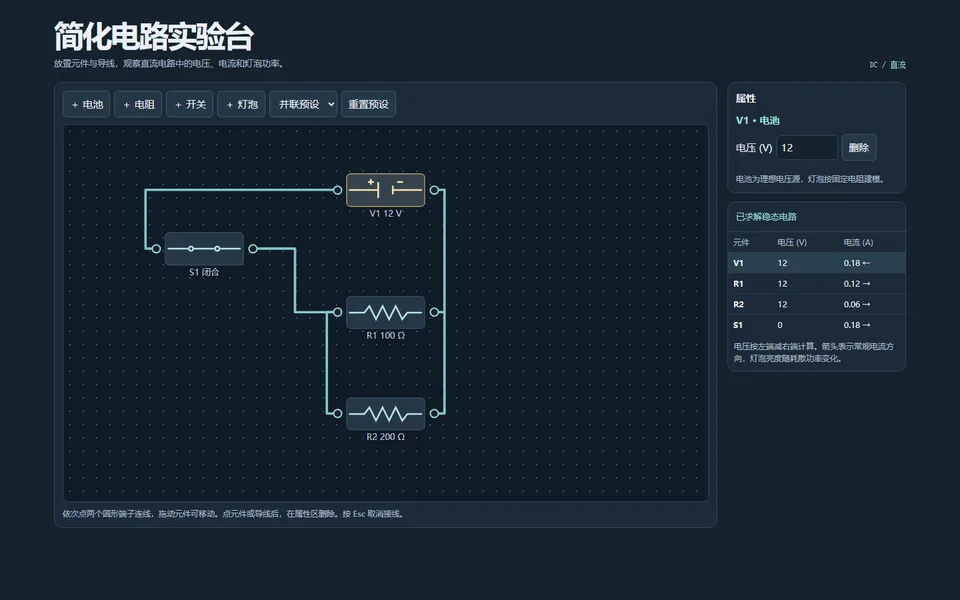 简化电路实验台
放置元件与导线，观察直流电路中的电压、电流和灯泡功率。
DC / 直流
+ 电池 + 电阻 + 开关 + 灯泡 并联预设 重置预设
V1 12 V
S1 闭合
R1 100 Ω
R2 200 Ω
依次点两个圆形端子连线，拖动元件可移动。点元件或导线后，在属性区删除。按 Esc 取消接线。
属性
V1 · 电池
电压 (V) 12 删除
电池为理想电压源，灯泡按固定电阻建模。
已求解稳态电路
元件 电压 (V) 电流 (A)
V1 12 0.18 ←
R1 12 0.12 →
R2 12 0.06 →
S1 0 0.18 →
电压按左端减右端计算。箭头表示常规电流方
向，灯泡亮度随耗散功率变化。